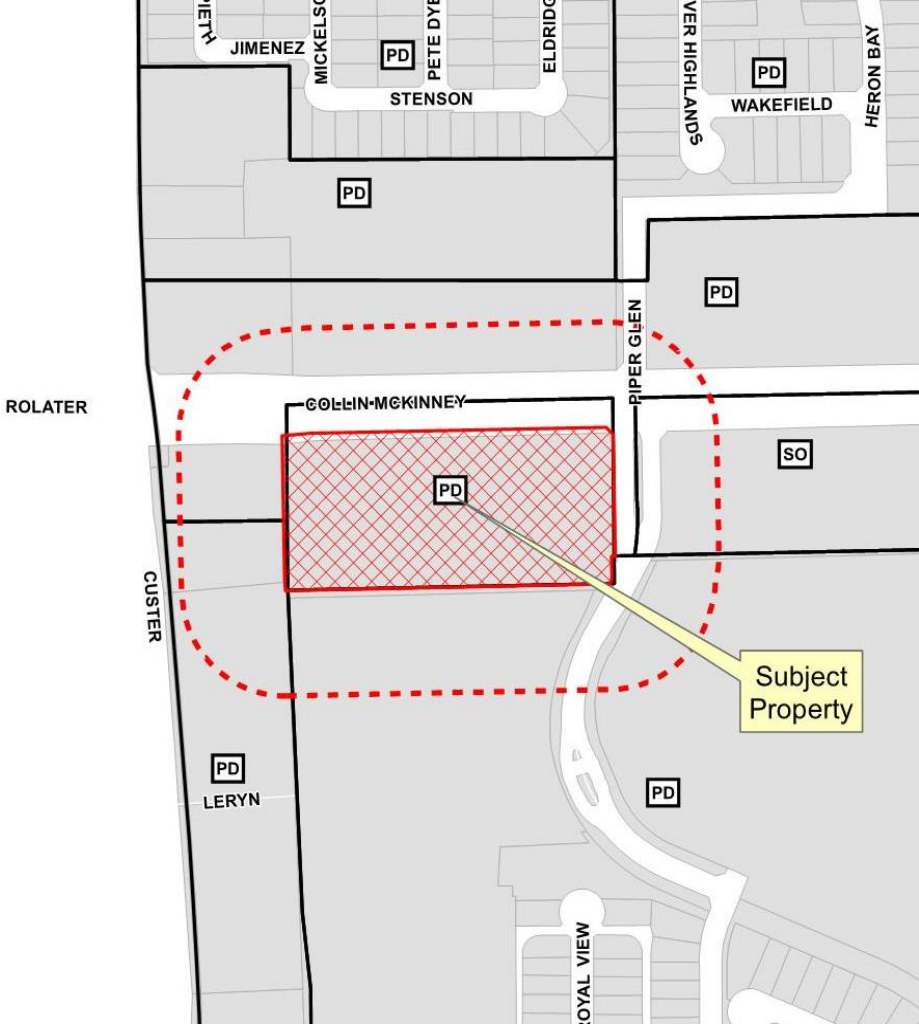 JIMENEZ
MICKELSO
PETE DYE
ELDRIDG
PD
STENSON
VER HIGHLANDS
PD
WAKEFIELD
HERON BAY
PD
PD
PIPER GLEN
ROLATER
COLLIN MCKINNEY
SO
PD
CUSTER
Subject
Property
PD
LERYN
PD
ROYAL VIEW